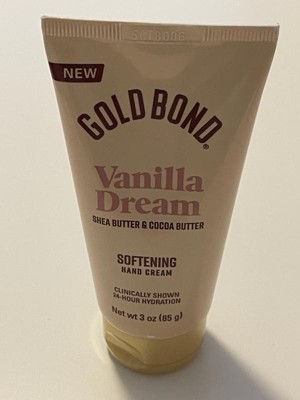 NEW
GOLD BOND®
Vanilla
Dream
SHEA BUTTER & COCOA BUTTER
SOFTENING
HAND CREAM
CLINICALLY SHOWN
24-HOUR HYDRATION
Net wt 3 oz (85 g)